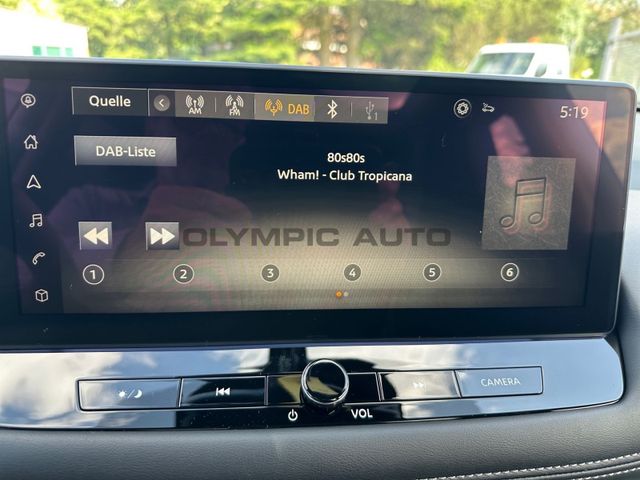 Quelle AM FM DAB 1
5:19
DAB-Liste
80s80s
Wham! - Club Tropicana
OLYMPIC AUTO
1 2 3 4 5 6
CAMERA
VOL